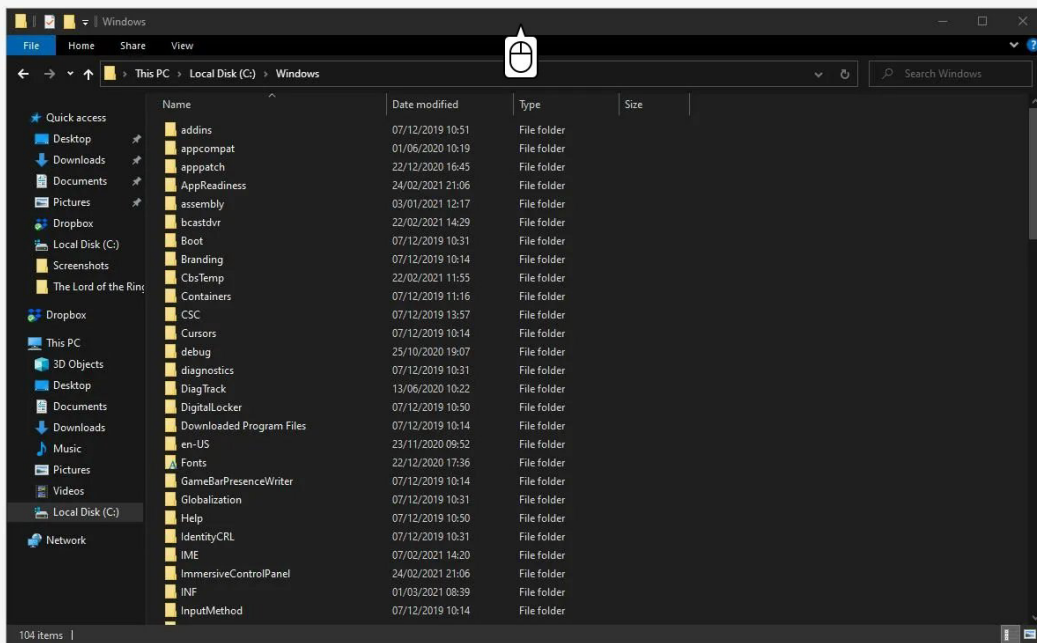 Windows
File Home Share View
This PC > Local Disk (C:) > Windows
Search Windows
Name Date modified Type Size
Quick access
Desktop
Downloads
Documents
Pictures
Dropbox
Local Disk (C:)
Screenshots
The Lord of the Ring
Dropbox
This PC
3D Objects
Desktop
Documents
Downloads
Music
Pictures
Videos
Local Disk (C:)
Network
addins 07/12/2019 10:51 File folder
appcompat 01/06/2020 10:19 File folder
apppatch 22/12/2020 16:45 File folder
AppReadiness 24/02/2021 21:06 File folder
assembly 03/01/2021 12:17 File folder
bcastdvr 22/02/2021 14:29 File folder
Boot 07/12/2019 10:31 File folder
Branding 07/12/2019 10:14 File folder
CbsTemp 22/02/2021 11:55 File folder
Containers 07/12/2019 11:16 File folder
CSC 07/12/2019 13:57 File folder
Cursors 07/12/2019 10:14 File folder
debug 25/10/2020 19:07 File folder
diagnostics 07/12/2019 10:31 File folder
DiagTrack 13/06/2020 10:22 File folder
DigitalLocker 07/12/2019 10:50 File folder
Downloaded Program Files 07/12/2019 10:14 File folder
en-US 23/11/2020 09:52 File folder
Fonts 22/12/2020 17:36 File folder
GameBarPresenceWriter 07/12/2019 10:14 File folder
Globalization 07/12/2019 10:31 File folder
Help 07/12/2019 10:50 File folder
IdentityCRL 07/12/2019 10:31 File folder
IME 07/02/2021 14:20 File folder
ImmersiveControlPanel 24/02/2021 21:06 File folder
INF 01/03/2021 08:39 File folder
InputMethod 07/12/2019 10:14 File folder
104 items